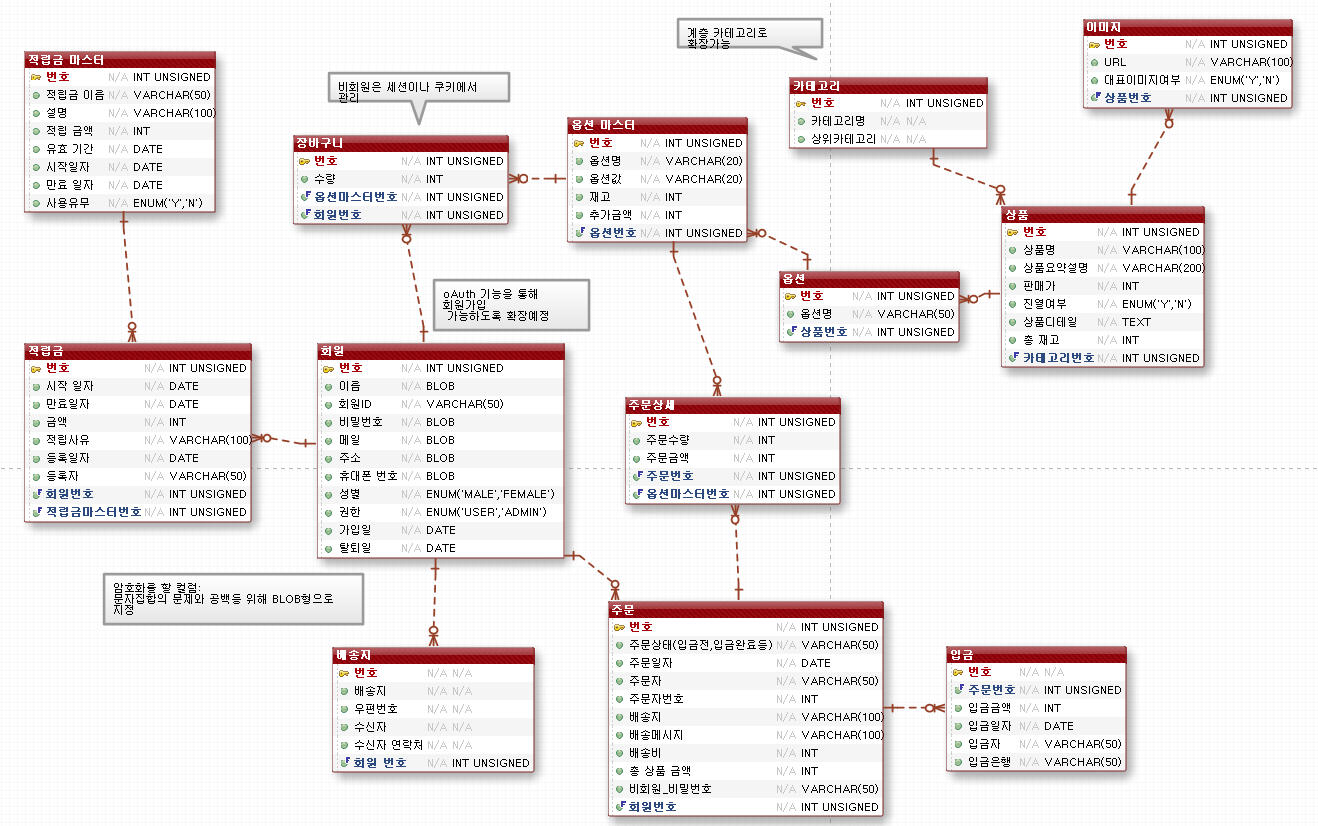 적립금 마스터
번호 N/A INT UNSIGNED
적립금 이름 N/A VARCHAR(50)
설명 N/A VARCHAR(100)
적립 금액 N/A INT
유효 기간 N/A DATE
시작일자 N/A DATE
만료 일자 N/A DATE
사용유무 N/A ENUM('Y','N')
비회원은 세션이나 쿠키에서
관리
장바구니
번호 N/A INT UNSIGNED
수량 N/A INT
옵션마스터번호 N/A INT UNSIGNED
회원번호 N/A INT UNSIGNED
옵션 마스터
번호 N/A INT UNSIGNED
옵션명 N/A VARCHAR(20)
옵션값 N/A VARCHAR(20)
재고 N/A INT
추가금액 N/A INT
옵션번호 N/A INT UNSIGNED
계층 카테고리로
확장가능
카테고리
번호 N/A INT UNSIGNED
카테고리명 N/A N/A
상위카테고리 N/A N/A
이미지
번호 N/A INT UNSIGNED
URL N/A VARCHAR(100)
대표이미지여부 N/A ENUM('Y','N')
상품번호 N/A INT UNSIGNED
상품
번호 N/A INT UNSIGNED
상품명 N/A VARCHAR(100)
상품요약설명 N/A VARCHAR(200)
판매가 N/A INT
진열여부 N/A ENUM('Y','N')
상품디테일 N/A TEXT
총 재고 N/A INT
카테고리번호 N/A INT UNSIGNED
옵션
번호 N/A INT UNSIGNED
옵션명 N/A VARCHAR(50)
상품번호 N/A INT UNSIGNED
oAuth 기능을 통해
회원가입
가능하도록 확장예정
적립금
번호 N/A INT UNSIGNED
시작 일자 N/A DATE
만료일자 N/A DATE
금액 N/A INT
적립사유 N/A VARCHAR(100)
등록일자 N/A DATE
등록자 N/A VARCHAR(50)
회원번호 N/A INT UNSIGNED
적립금마스터번호 N/A INT UNSIGNED
회원
번호 N/A INT UNSIGNED
이름 N/A BLOB
회원ID N/A VARCHAR(50)
비밀번호 N/A BLOB
메일 N/A BLOB
주소 N/A BLOB
휴대폰 번호 N/A BLOB
성별 N/A ENUM('MALE','FEMALE')
권한 N/A ENUM('USER','ADMIN')
가입일 N/A DATE
탈퇴일 N/A DATE
주문상세
번호 N/A INT UNSIGNED
주문수량 N/A INT
주문금액 N/A INT
주문번호 N/A INT UNSIGNED
옵션마스터번호 N/A INT UNSIGNED
암호화를 할 컬럼:
문자집합의 문제와 공백등 위해 BLOB형으로
지정
배송지
번호 N/A N/A
배송지 N/A N/A
우편번호 N/A N/A
수신자 N/A N/A
수신자 연락처 N/A N/A
회원 번호 N/A INT UNSIGNED
주문
번호 N/A INT UNSIGNED
주문상태(입금전,입금완료등) N/A VARCHAR(50)
주문일자 N/A DATE
주문자 N/A VARCHAR(50)
주문자번호 N/A INT
배송지 N/A VARCHAR(100)
배송메시지 N/A VARCHAR(100)
배송비 N/A INT
총 상품 금액 N/A INT
비회원_비밀번호 N/A VARCHAR(50)
회원번호 N/A INT UNSIGNED
입금
번호 N/A N/A
주문번호 N/A INT UNSIGNED
입금금액 N/A INT
입금일자 N/A DATE
입금자 N/A VARCHAR(50)
입금은행 N/A VARCHAR(50)